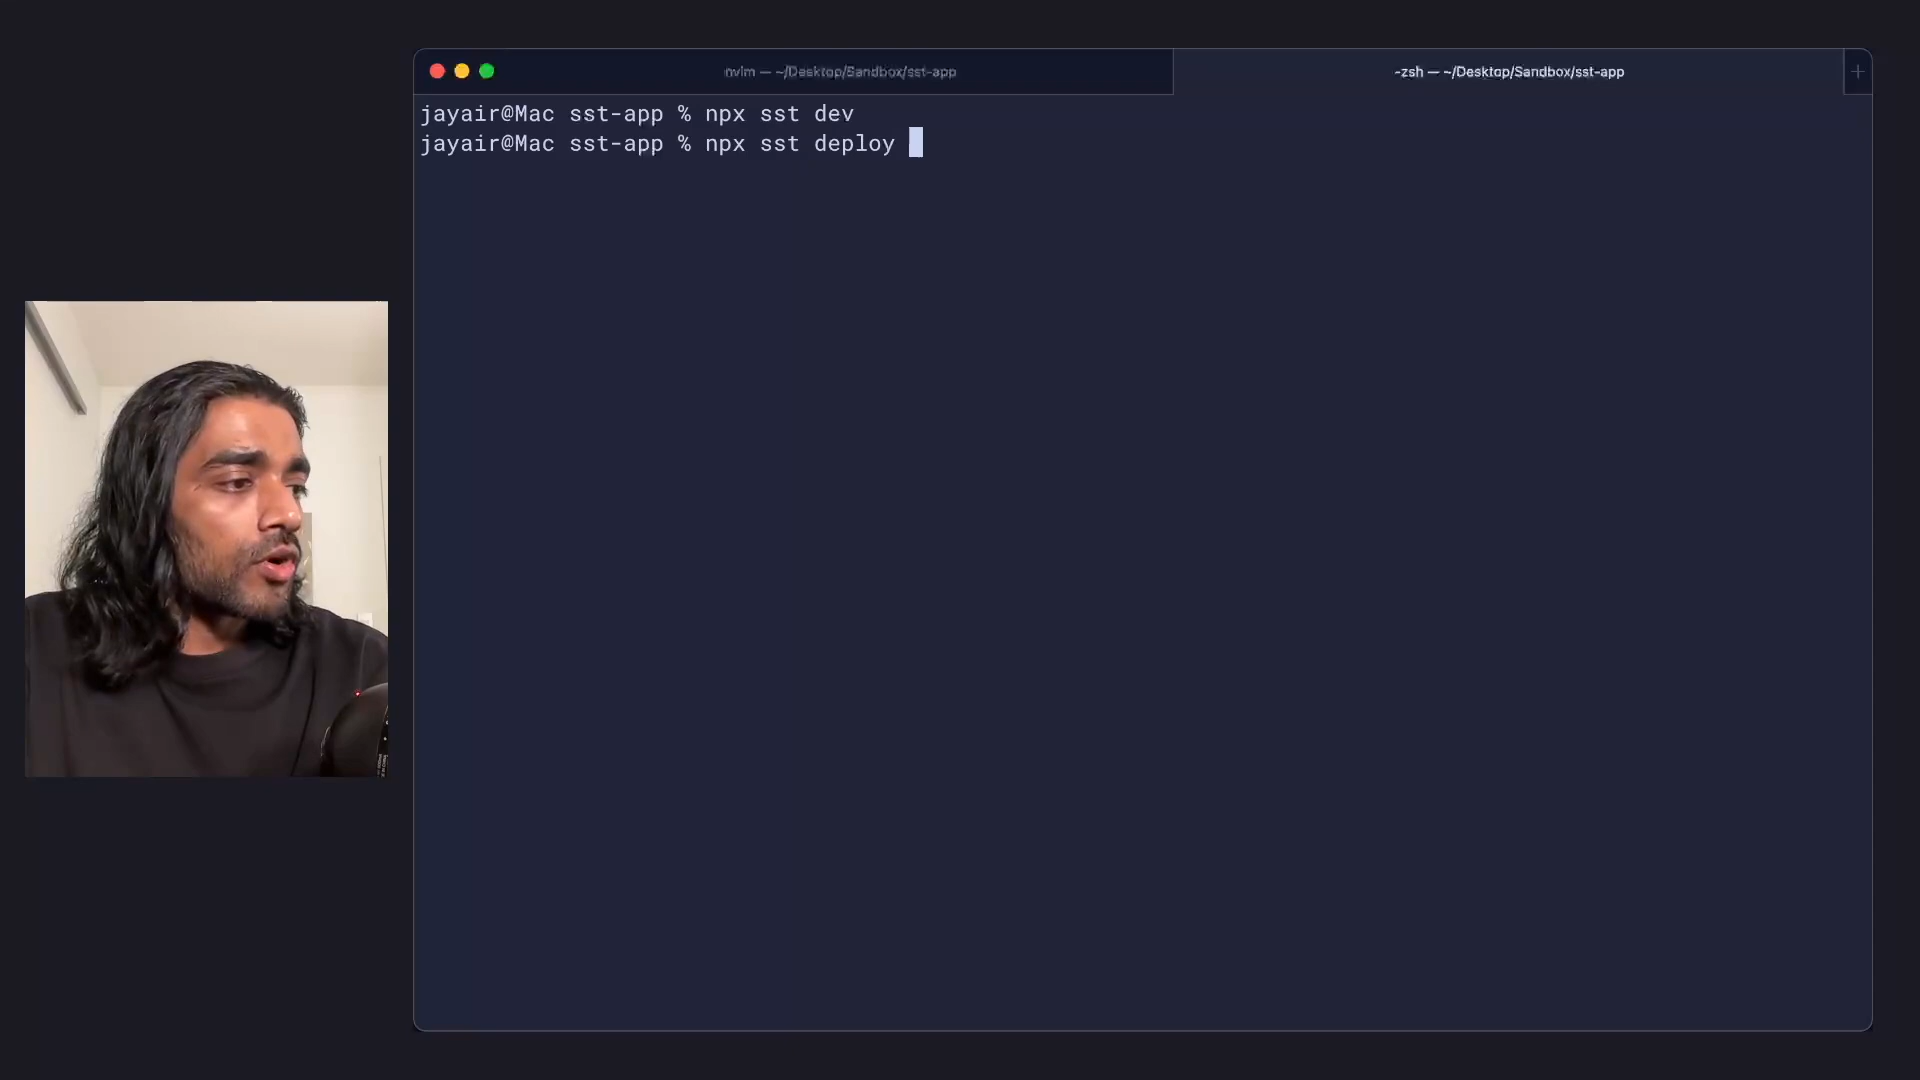 nvim — ~/Desktop/Sandbox/sst-app
-zsh — ~/Desktop/Sandbox/sst-app
jayair@Mac sst-app % npx sst dev
jayair@Mac sst-app % npx sst deploy